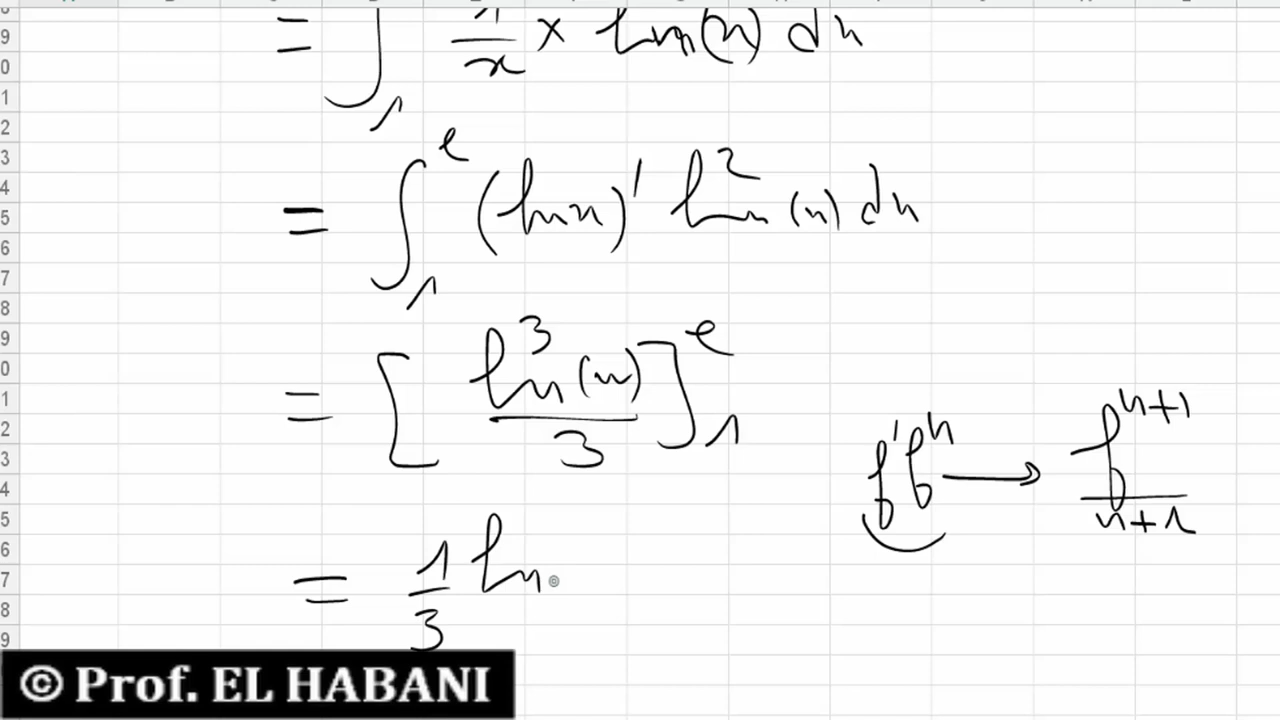 = ∫₁ 1/x × ln(x) dx
= ∫₁ᵉ (ln x)' ln² (x) dx
= [ ln³ (x) / 3 ]₁ᵉ
f' fⁿ → fⁿ⁺¹ / n+1
= 1/3 ln
© Prof. EL HABANI